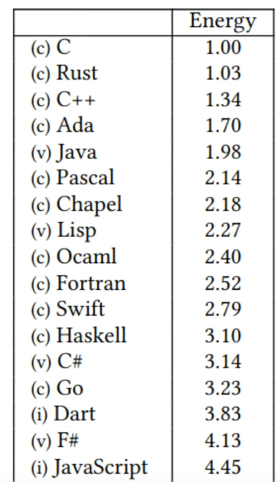 Energy
(c) C 1.00
(c) Rust 1.03
(c) C++ 1.34
(c) Ada 1.70
(v) Java 1.98
(c) Pascal 2.14
(c) Chapel 2.18
(v) Lisp 2.27
(c) Ocaml 2.40
(c) Fortran 2.52
(c) Swift 2.79
(c) Haskell 3.10
(v) C# 3.14
(c) Go 3.23
(i) Dart 3.83
(v) F# 4.13
(i) JavaScript 4.45